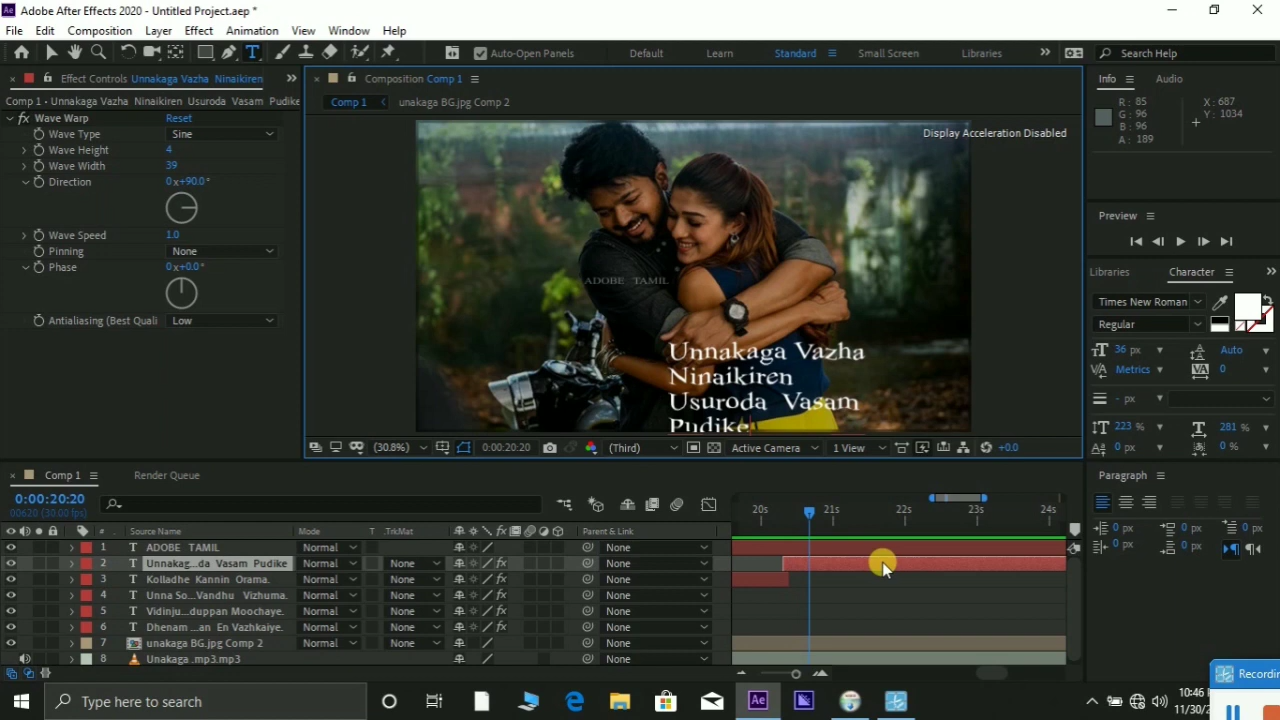 Adobe After Effects 2020 - Untitled Project.aep *
File Edit Composition Layer Effect Animation View Window Help
Auto-Open Panels Default Learn Standard Small Screen Libraries Search Help
Effect Controls Unnakaga Vazha Ninaikiren
Comp 1 • Unnakaga Vazha Ninaikiren Usuroda Vasam Pudike
fx Wave Warp Reset
Wave Type Sine
Wave Height 4
Wave Width 39
Direction 0x+90.0°
Wave Speed 1.0
Pinning None
Phase 0x+0.0°
Antialiasing (Best Quali Low
Composition Comp 1
Comp 1 unakaga BG.jpg Comp 2
Display Acceleration Disabled
ADOBE TAMIL
Unnakaga Vazha
Ninaikiren
Usuroda Vasam
Pudike
(30.8%) 0:00:20:20 (Third) Active Camera 1 View +0.0
Info Audio
R: 85 X: 687
G: 96 Y: 1034
B: 96
A: 189
Preview
Libraries Character
Times New Roman
Regular
36 px Auto
Metrics 0
- px
223 % 281 %
0 px 0 %
Paragraph
0 px 0 px 0 px
0 px 0 px
Comp 1 Render Queue
0:00:20:20
00620 (30.00 fps)
20s 21s 22s 23s 24s
# Source Name Mode T .TrkMat Parent & Link
1 T ADOBE TAMIL Normal None
2 T Unnakag...da Vasam Pudike Normal None None
3 T Kolladhe Kannin Orama. Normal None None
4 T Unna So...Vandhu Vizhuma. Normal None None
5 T Vidinju...duppan Moochaye. Normal None None
6 T Dhenam ...an En Vazhkaiye. Normal None None
7 unakaga BG.jpg Comp 2 Normal None None
8 Unakaga .mp3.mp3 None
Type here to search
10:46
11/30/20
Recordin